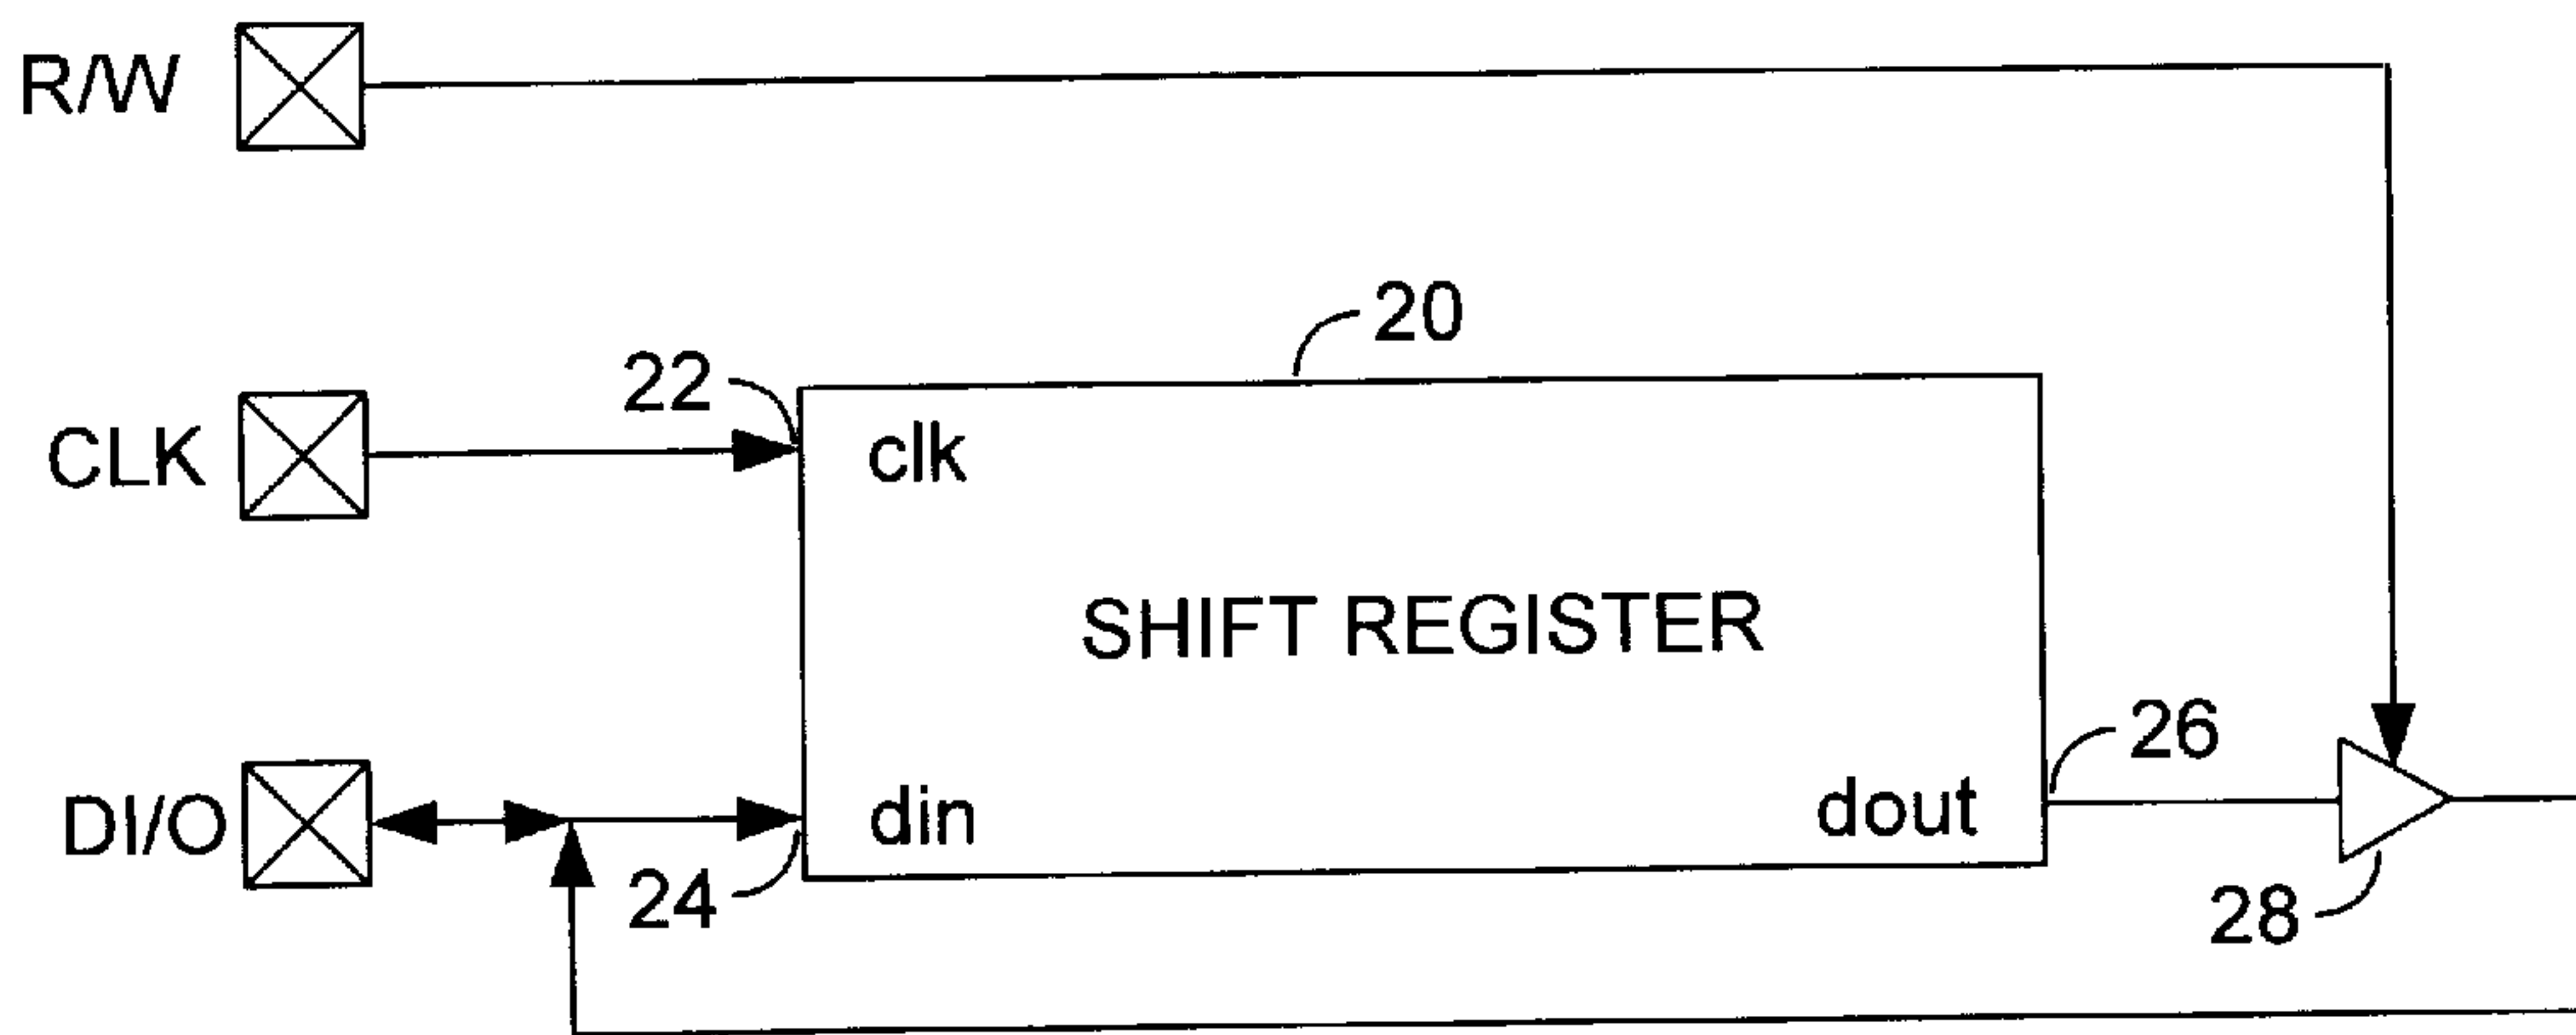 R/W
20
22
CLK
clk
SHIFT REGISTER
26
DI/O
din
dout
24
28